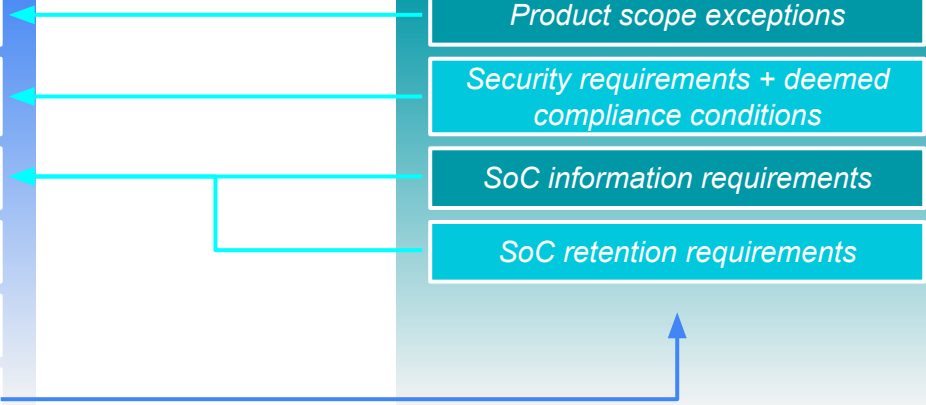 Product scope exceptions
Security requirements + deemed
compliance conditions
SoC information requirements
SoC retention requirements